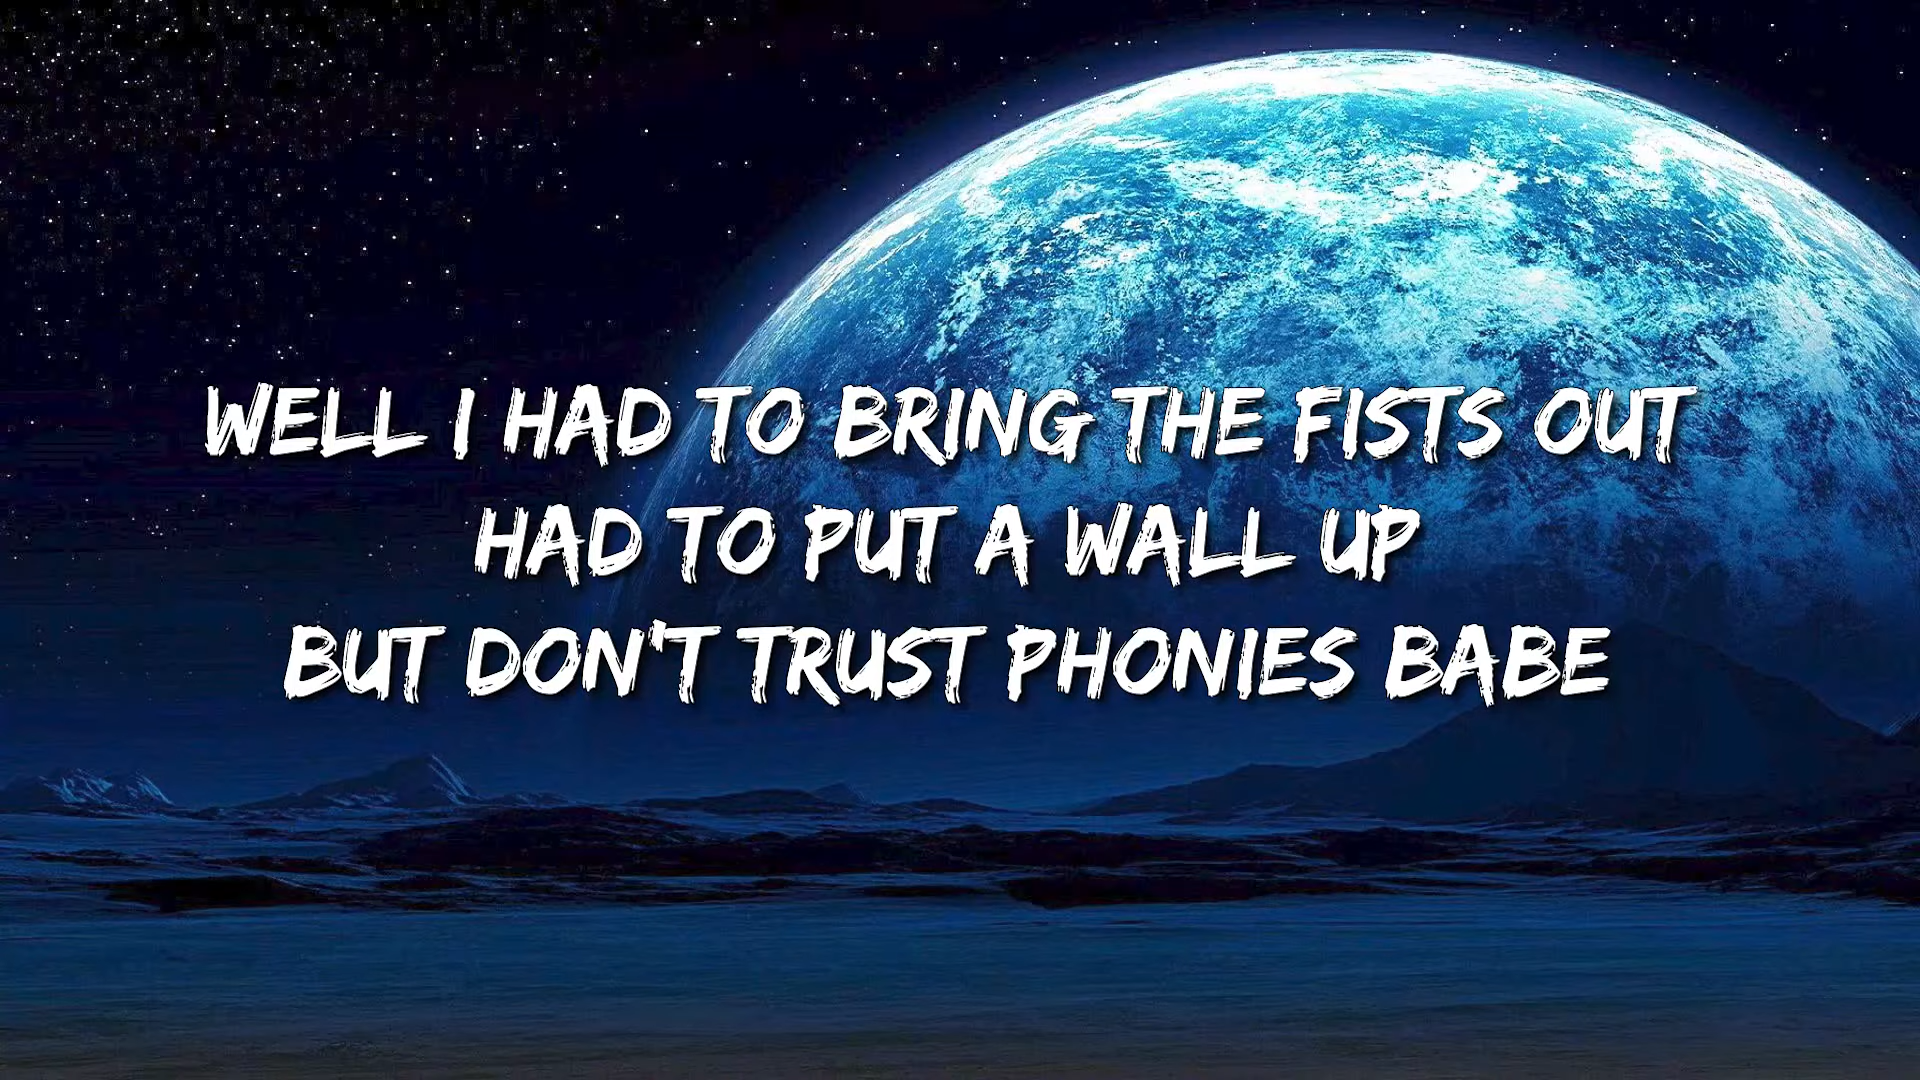 WELL I HAD TO BRING THE FISTS OUT
HAD TO PUT A WALL UP
BUT DON'T TRUST PHONIES BABE